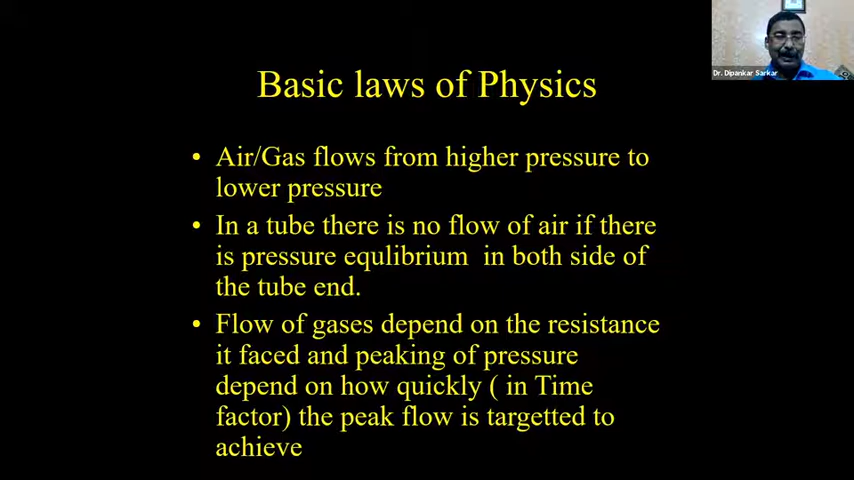 Dr. Dipankar Sarkar
Basic laws of Physics
• Air/Gas flows from higher pressure to
lower pressure
• In a tube there is no flow of air if there
is pressure equlibrium in both side of
the tube end.
• Flow of gases depend on the resistance
it faced and peaking of pressure
depend on how quickly ( in Time
factor) the peak flow is targetted to
achieve